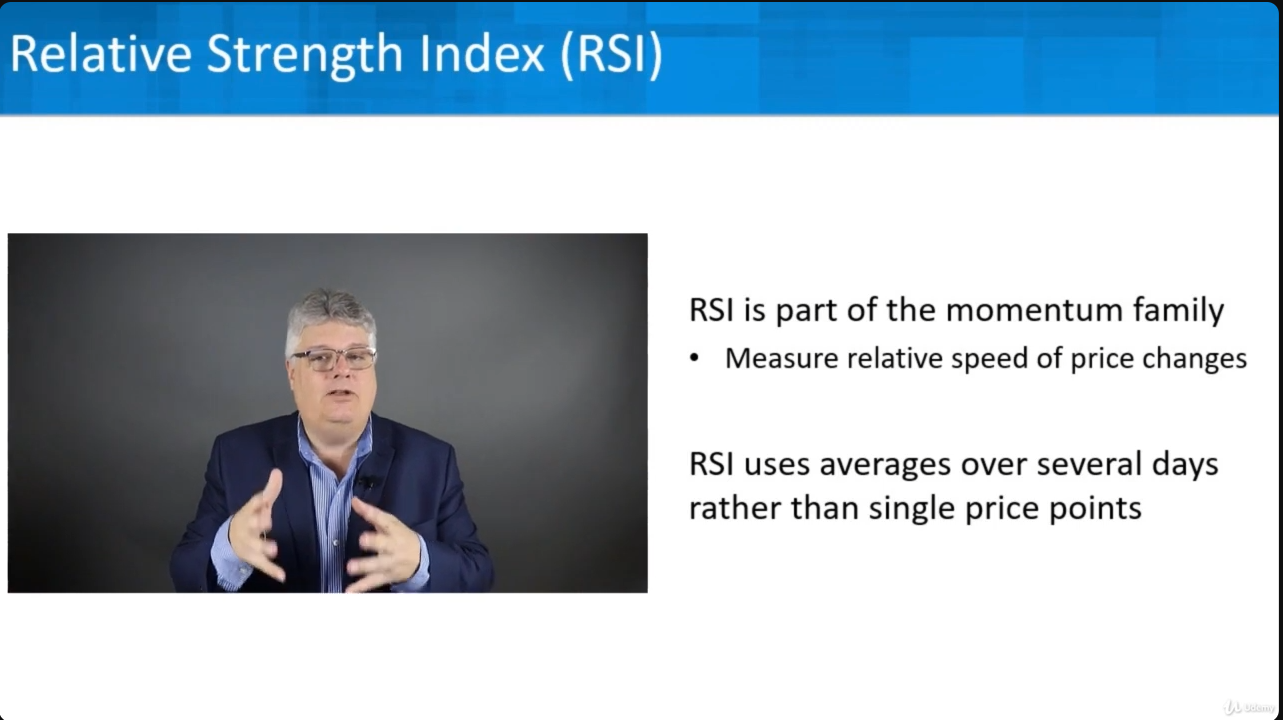 Relative Strength Index (RSI)
RSI is part of the momentum family
• Measure relative speed of price changes
RSI uses averages over several days
rather than single price points
Udemy